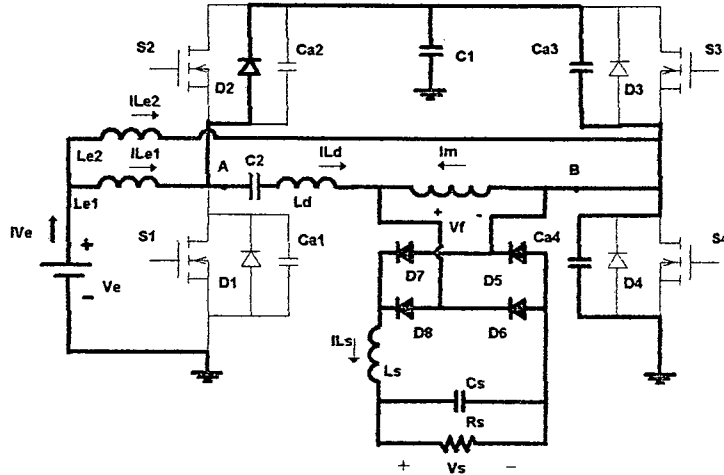 S2
D2
Ca2
C1
Ca3
D3
S3
ILe2
Le2
ILe1
Le1
A
C2
ILd
Ld
Im
B
+ Vf -
IVe
+
Ve
-
S1
D1
Ca1
D7
D5
Ca4
D4
S4
D8
D6
ILs
Ls
Cs
Rs
+ Vs -